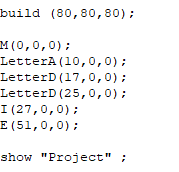 build (80,80,80);
M(0,0,0);
LetterA(10,0,0);
LetterD(17,0,0);
LetterD(25,0,0);
I(27,0,0);
E(51,0,0);
show "Project" ;